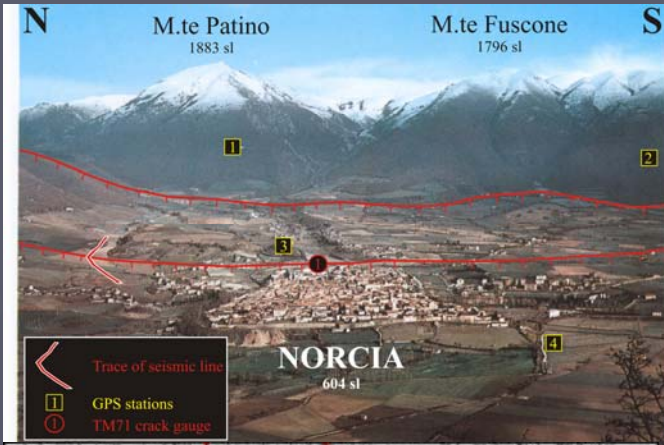 N
M.te Patino
1883 sl
M.te Fuscone
1796 sl
S
1
2
3
1
4
NORCIA
604 sl
Trace of seismic line
1
GPS stations
1
TM71 crack gauge